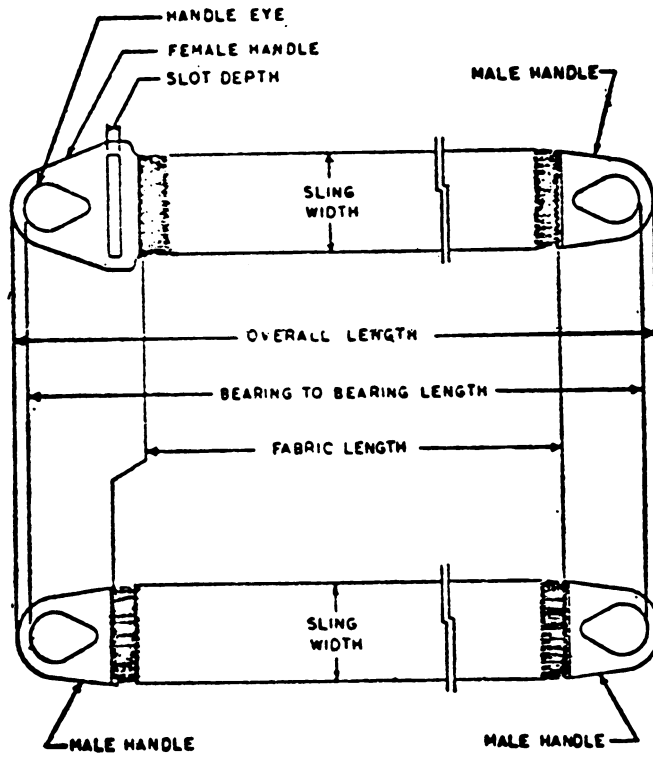 HANDLE EYE
FEMALE HANDLE
SLOT DEPTH
MALE HANDLE
SLING
WIDTH
OVERALL LENGTH
BEARING TO BEARING LENGTH
FABRIC LENGTH
SLING
WIDTH
MALE HANDLE
MALE HANDLE